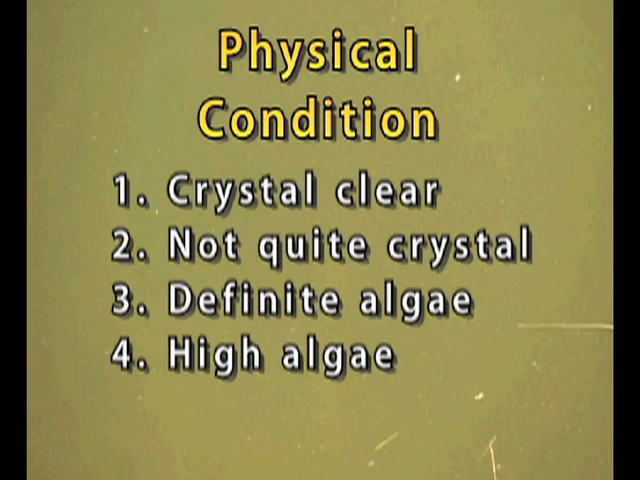 Physical
Condition
1. Crystal clear
2. Not quite crystal
3. Definite algae
4. High algae